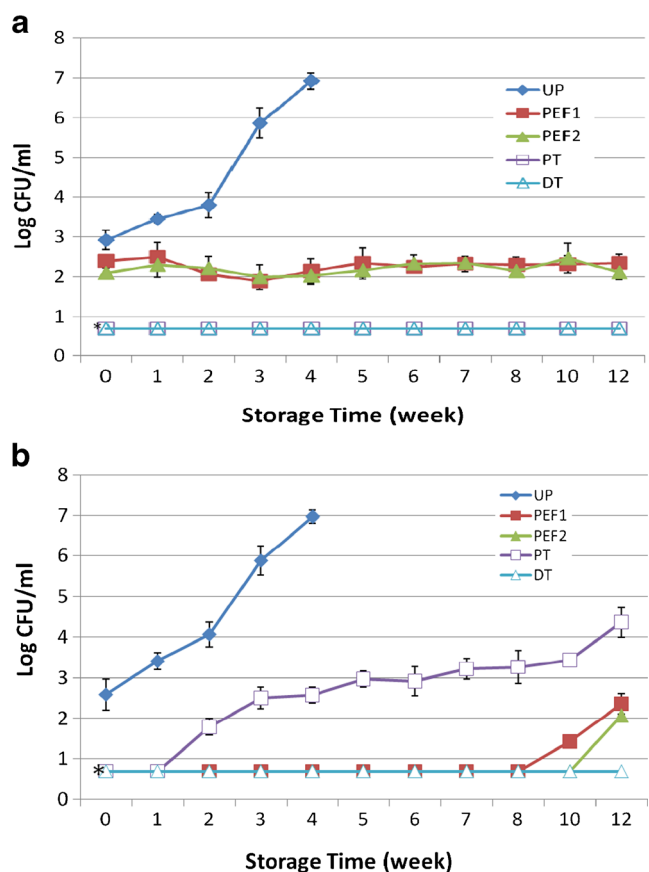 a
8
7
6
5
4
3
2
1
0
Log CFU/ml
UP
PEF1
PEF2
PT
DT
*
0 1 2 3 4 5 6 7 8 10 12
Storage Time (week)
b
8
7
6
5
4
3
2
1
0
Log CFU/ml
UP
PEF1
PEF2
PT
DT
*
0 1 2 3 4 5 6 7 8 10 12
Storage Time (week)